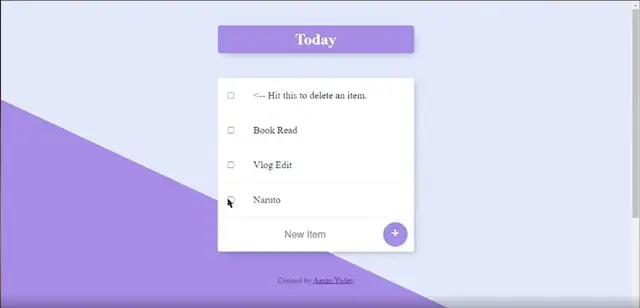 Today
<-- Hit this to delete an item.
Book Read
Vlog Edit
Naruto
New Item
+
Created by Aman Yadav